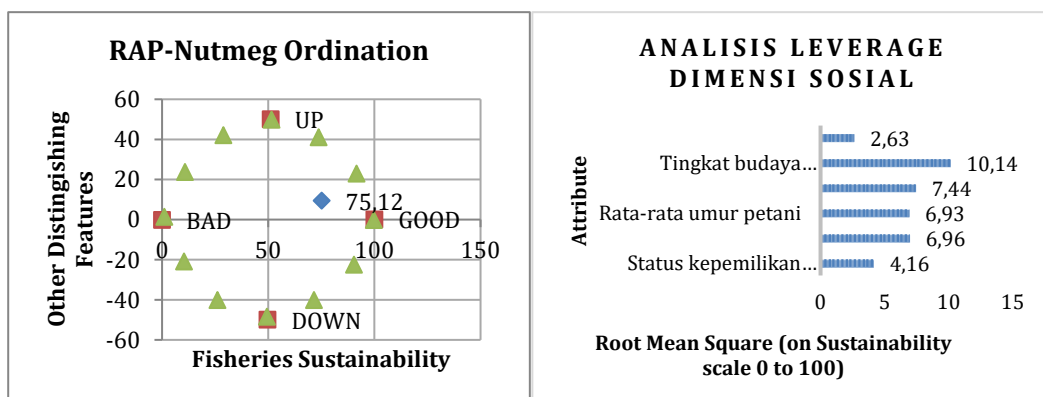 RAP-Nutmeg Ordination
Other Distingishing
Features
60
40
20
0
-20
-40
-60
UP
75,12
BAD
GOOD
DOWN
0
50
100
150
Fisheries Sustainability
ANALISIS LEVERAGE
DIMENSI SOSIAL
Attribute
2,63
Tingkat budaya... 10,14
7,44
Rata-rata umur petani 6,93
6,96
Status kepemilikan... 4,16
0 5 10 15
Root Mean Square (on Sustainability
scale 0 to 100)